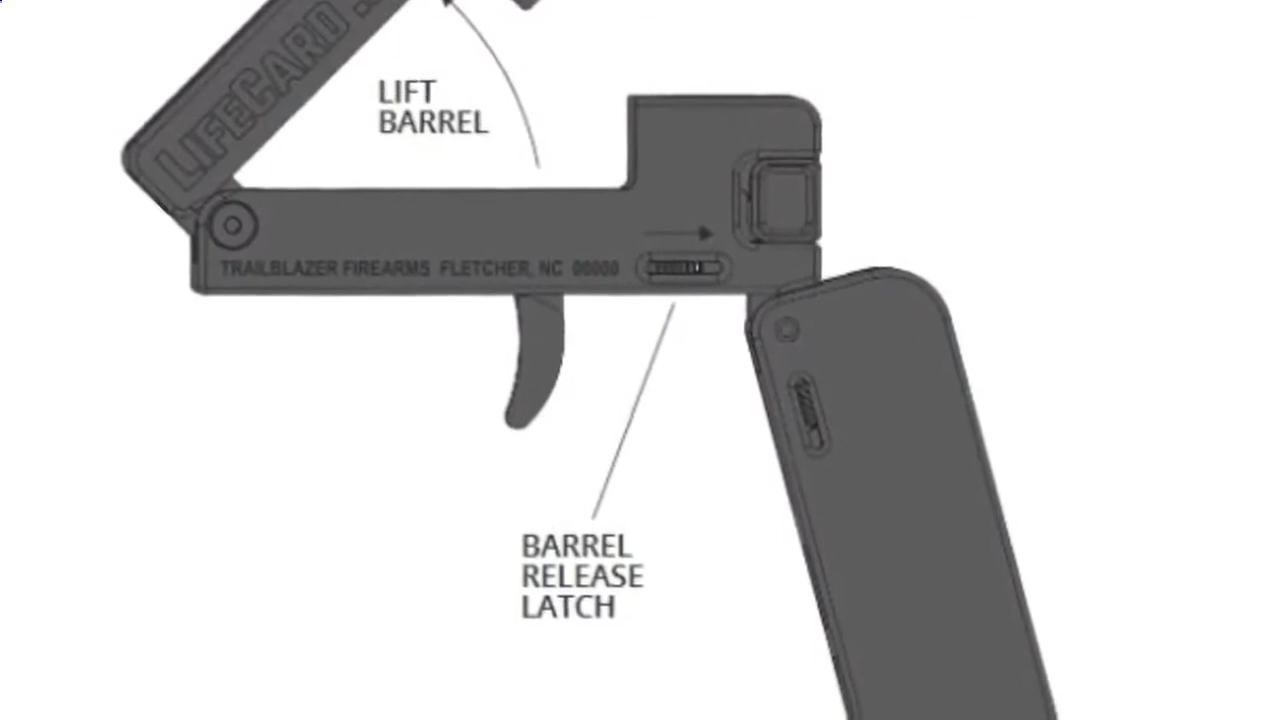 LIFECARD
LIFT
BARREL
TRAILBLAZER FIREARMS FLETCHER, NC 00000
BARREL
RELEASE
LATCH